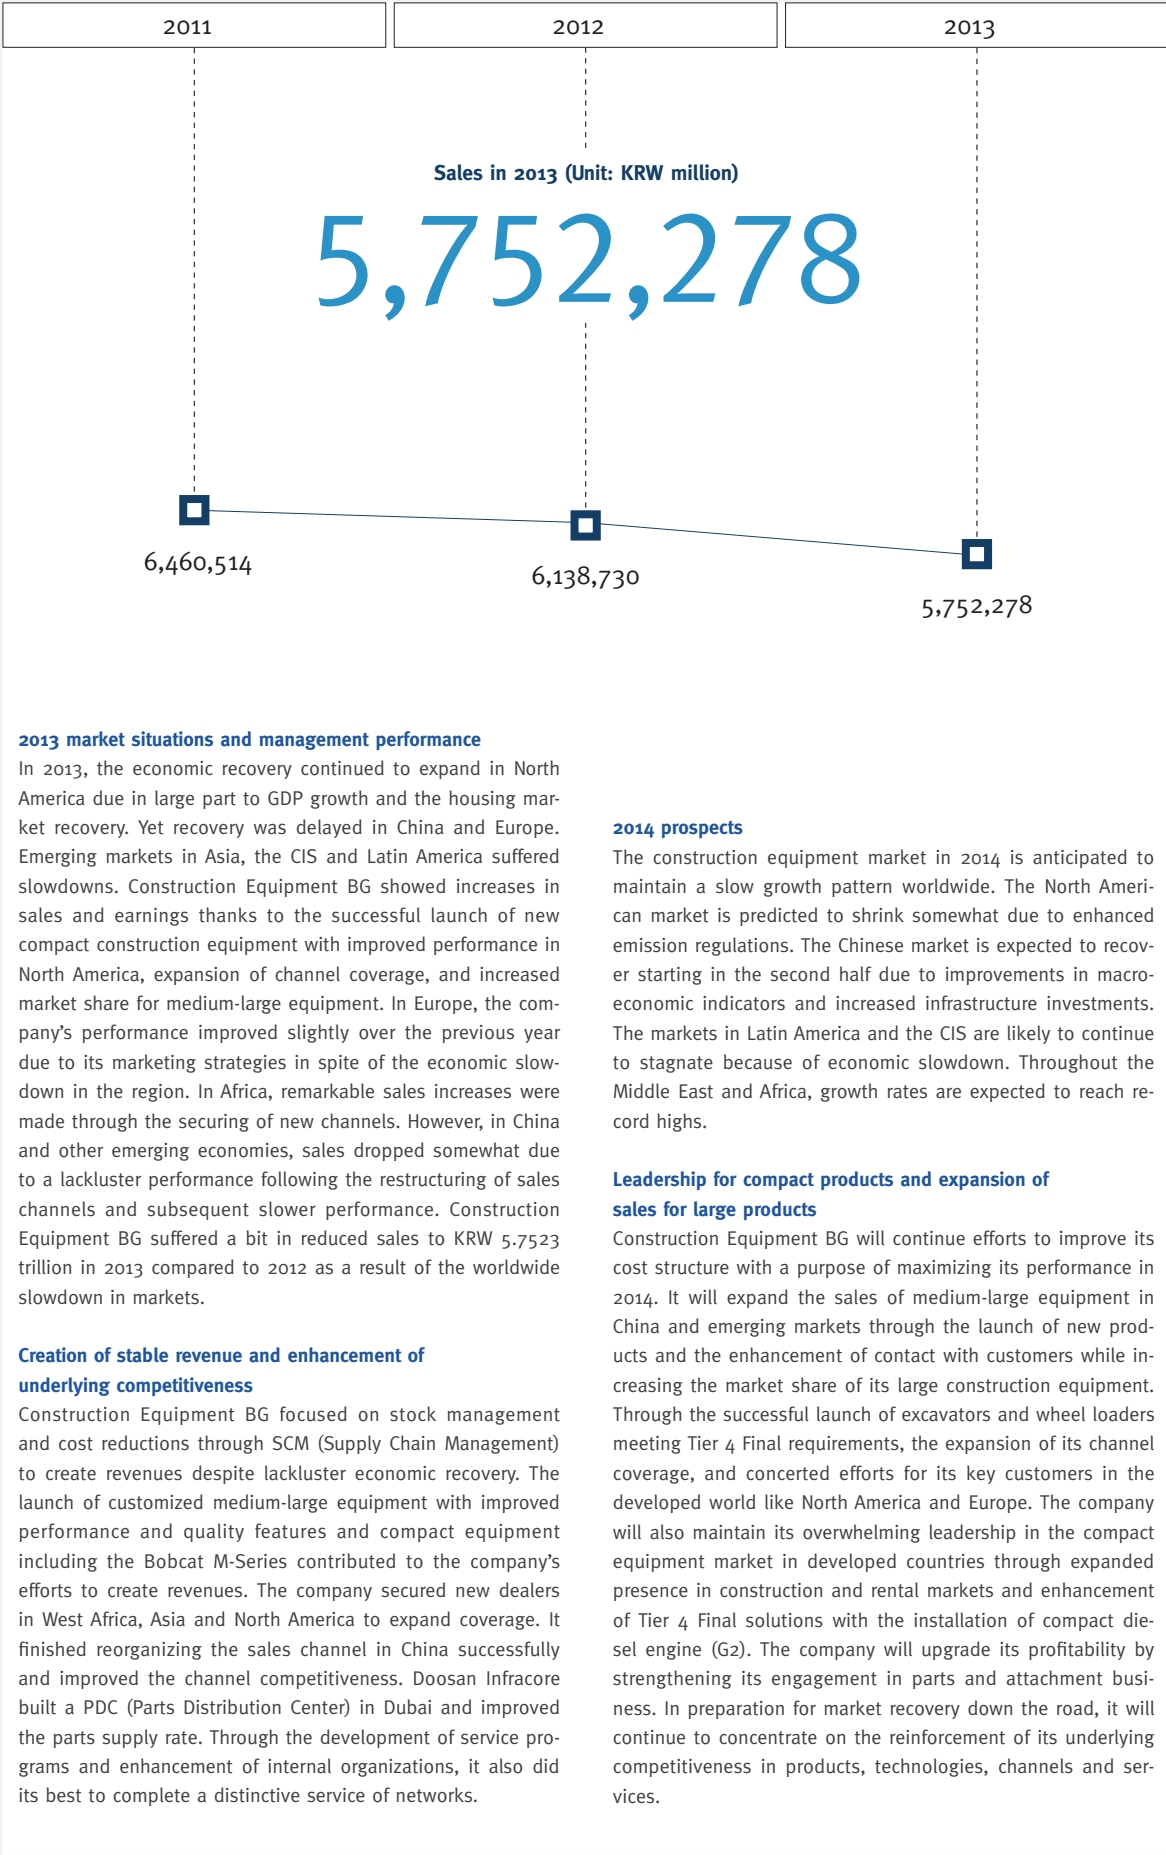 2011
2012
2013
Sales in 2013 (Unit: KRW million)
5,752,278
6,460,514
6,138,730
5,752,278
2013 market situations and management performance
In 2013, the economic recovery continued to expand in North
America due in large part to GDP growth and the housing mar-
ket recovery. Yet recovery was delayed in China and Europe.
Emerging markets in Asia, the CIS and Latin America suffered
slowdowns. Construction Equipment BG showed increases in
sales and earnings thanks to the successful launch of new
compact construction equipment with improved performance in
North America, expansion of channel coverage, and increased
market share for medium-large equipment. In Europe, the com-
pany's performance improved slightly over the previous year
due to its marketing strategies in spite of the economic slow-
down in the region. In Africa, remarkable sales increases were
made through the securing of new channels. However, in China
and other emerging economies, sales dropped somewhat due
to a lackluster performance following the restructuring of sales
channels and subsequent slower performance. Construction
Equipment BG suffered a bit in reduced sales to KRW 5.7523
trillion in 2013 compared to 2012 as a result of the worldwide
slowdown in markets.
Creation of stable revenue and enhancement of
underlying competitiveness
Construction Equipment BG focused on stock management
and cost reductions through SCM (Supply Chain Management)
to create revenues despite lackluster economic recovery. The
launch of customized medium-large equipment with improved
performance and quality features and compact equipment
including the Bobcat M-Series contributed to the company's
efforts to create revenues. The company secured new dealers
in West Africa, Asia and North America to expand coverage. It
finished reorganizing the sales channel in China successfully
and improved the channel competitiveness. Doosan Infracore
built a PDC (Parts Distribution Center) in Dubai and improved
the parts supply rate. Through the development of service pro-
grams and enhancement of internal organizations, it also did
its best to complete a distinctive service of networks.
2014 prospects
The construction equipment market in 2014 is anticipated to
maintain a slow growth pattern worldwide. The North Ameri-
can market is predicted to shrink somewhat due to enhanced
emission regulations. The Chinese market is expected to recov-
er starting in the second half due to improvements in macro-
economic indicators and increased infrastructure investments.
The markets in Latin America and the CIS are likely to continue
to stagnate because of economic slowdown. Throughout the
Middle East and Africa, growth rates are expected to reach re-
cord highs.
Leadership for compact products and expansion of
sales for large products
Construction Equipment BG will continue efforts to improve its
cost structure with a purpose of maximizing its performance in
2014. It will expand the sales of medium-large equipment in
China and emerging markets through the launch of new prod-
ucts and the enhancement of contact with customers while in-
creasing the market share of its large construction equipment.
Through the successful launch of excavators and wheel loaders
meeting Tier 4 Final requirements, the expansion of its channel
coverage, and concerted efforts for its key customers in the
developed world like North America and Europe. The company
will also maintain its overwhelming leadership in the compact
equipment market in developed countries through expanded
presence in construction and rental markets and enhancement
of Tier 4 Final solutions with the installation of compact die-
sel engine (G2). The company will upgrade its profitability by
strengthening its engagement in parts and attachment busi-
ness. In preparation for market recovery down the road, it will
continue to concentrate on the reinforcement of its underlying
competitiveness in products, technologies, channels and ser-
vices.